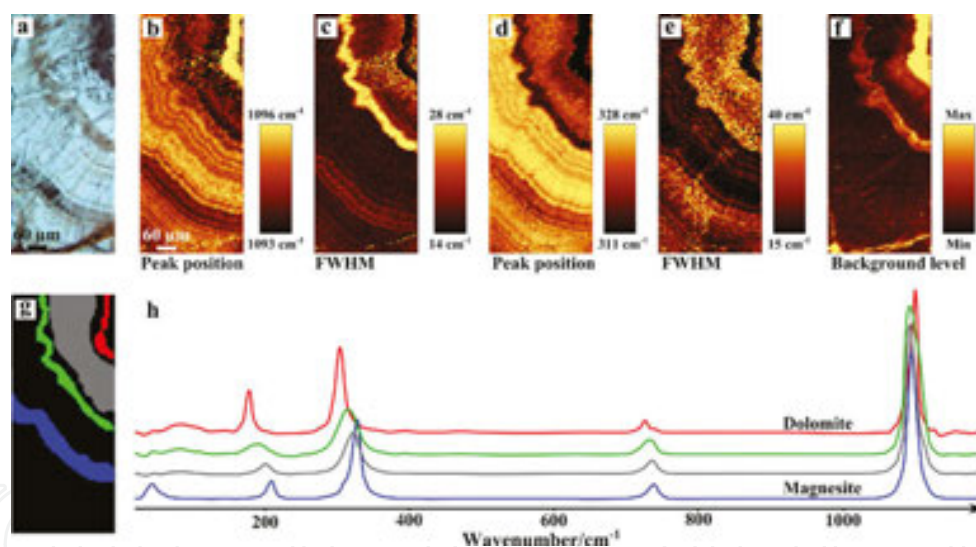 a
60 μm
b
60 μm
1096 cm⁻¹
1093 cm⁻¹
Peak position
c
28 cm⁻¹
14 cm⁻¹
FWHM
d
328 cm⁻¹
311 cm⁻¹
Peak position
e
40 cm⁻¹
15 cm⁻¹
FWHM
f
Max
Min
Background level
g
h
Dolomite
Magnesite
200 400 600 800 1000
Wavenumber/cm⁻¹